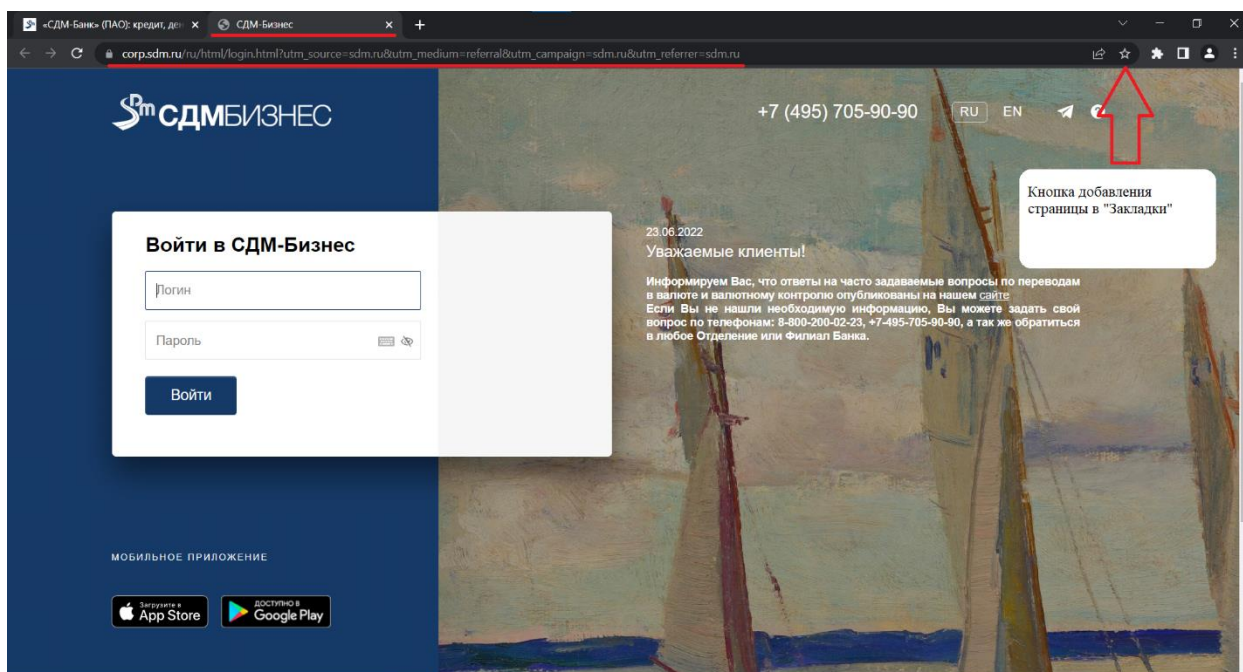 «СДМ-Банк» (ПАО): кредит, де
СДМ-Бизнес
corp.sdm.ru/ru/html/login.html?utm_source=sdm.ru&utm_medium=referral&utm_campaign=sdm.ru&utm_referrer=sdm.ru
SDm СДМБИЗНЕС
+7 (495) 705-90-90
RU EN
Кнопка добавления
страницы в "Закладки"
Войти в СДМ-Бизнес
Логин
Пароль
Войти
23.06.2022
Уважаемые клиенты!
Информируем Вас, что ответы на часто задаваемые вопросы по переводам
в валюте и валютному контролю опубликованы на нашем сайте
Если Вы не нашли необходимую информацию, Вы можете задать свой
вопрос по телефонам: 8-800-200-02-23, +7-495-705-90-90, а так же обратиться
в любое Отделение или Филиал Банка.
МОБИЛЬНОЕ ПРИЛОЖЕНИЕ
Загрузите в
App Store
ДОСТУПНО В
Google Play